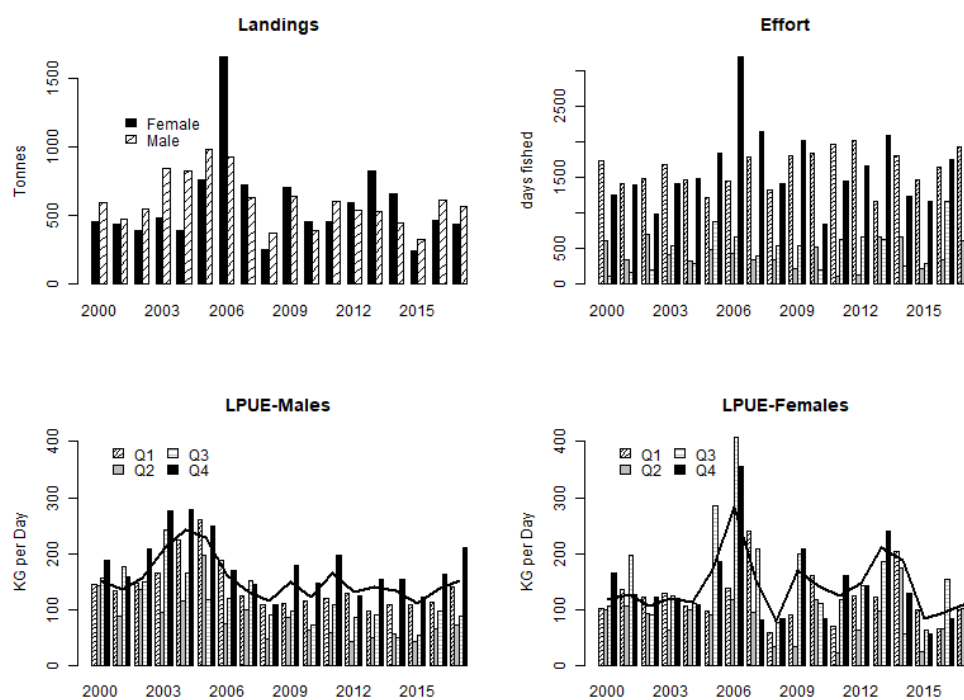 Landings
Tonnes
1500
1000
500
0
Female
Male
2000 2003 2006 2009 2012 2015
Effort
days fished
2500
1500
500
0
2000 2003 2006 2009 2012 2015
LPUE-Males
KG per Day
400
300
200
100
0
Q1 Q3
Q2 Q4
2000 2003 2006 2009 2012 2015
LPUE-Females
KG per Day
400
300
200
100
0
Q1 Q3
Q2 Q4
2000 2003 2006 2009 2012 2015